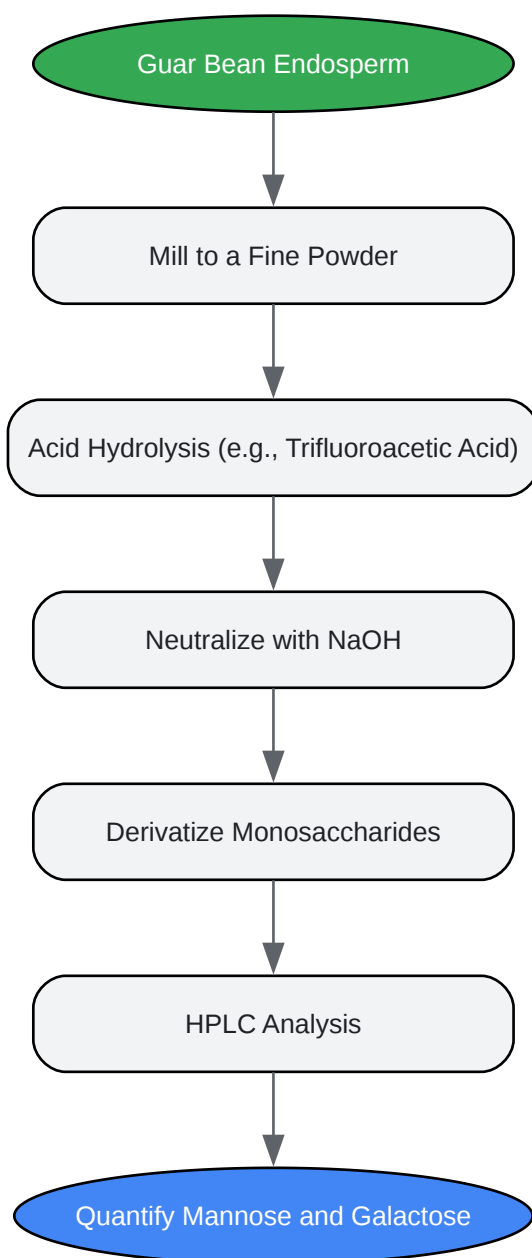 Guar Bean Endosperm
Mill to a Fine Powder
Acid Hydrolysis (e.g., Trifluoroacetic Acid)
Neutralize with NaOH
Derivatize Monosaccharides
HPLC Analysis
Quantify Mannose and Galactose